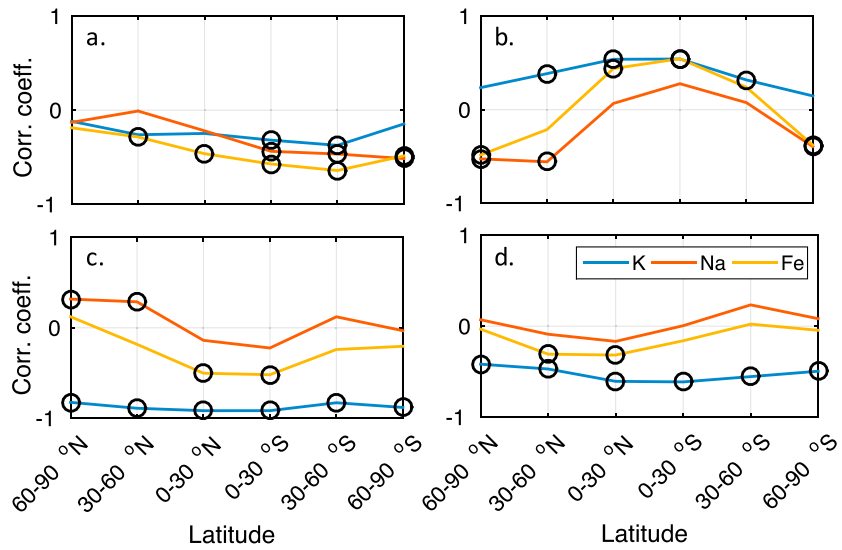 a.
b.
1
0
-1
Corr. coeff.
1
0
-1
c.
d.
K
Na
Fe
1
0
-1
Corr. coeff.
1
0
-1
60-90 °N
30-60 °N
0-30 °N
0-30 °S
30-60 °S
60-90 °S
60-90 °N
30-60 °N
0-30 °N
0-30 °S
30-60 °S
60-90 °S
Latitude
Latitude